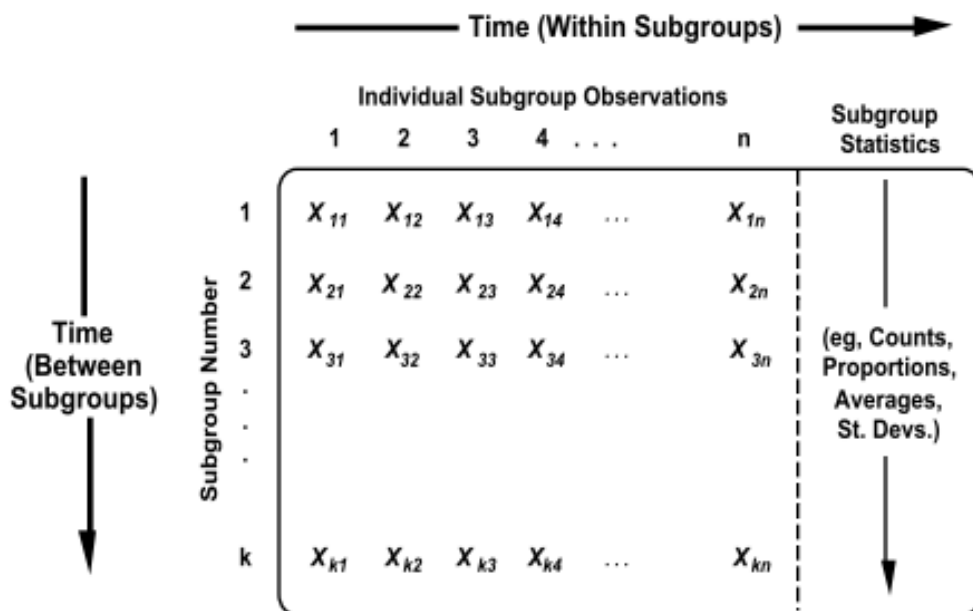 Time (Within Subgroups)
Individual Subgroup Observations
Subgroup
Statistics
1 2 3 4 . . . n
1 X11 X12 X13 X14 ... X1n
2 X21 X22 X23 X24 ... X2n
3 X31 X32 X33 X34 ... X3n
.
.
.
k Xk1 Xk2 Xk3 Xk4 ... Xkn
Subgroup Number
Time
(Between
Subgroups)
(eg, Counts,
Proportions,
Averages,
St. Devs.)